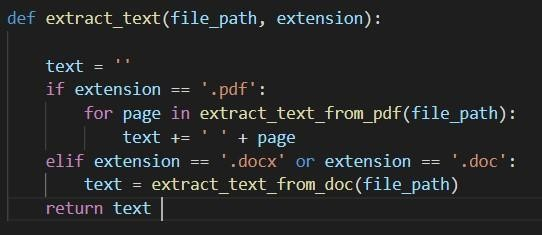 def extract_text(file_path, extension):
    text = ''
    if extension == '.pdf':
        for page in extract_text_from_pdf(file_path):
            text += ' ' + page
    elif extension == '.docx' or extension == '.doc':
        text = extract_text_from_doc(file_path)
    return text